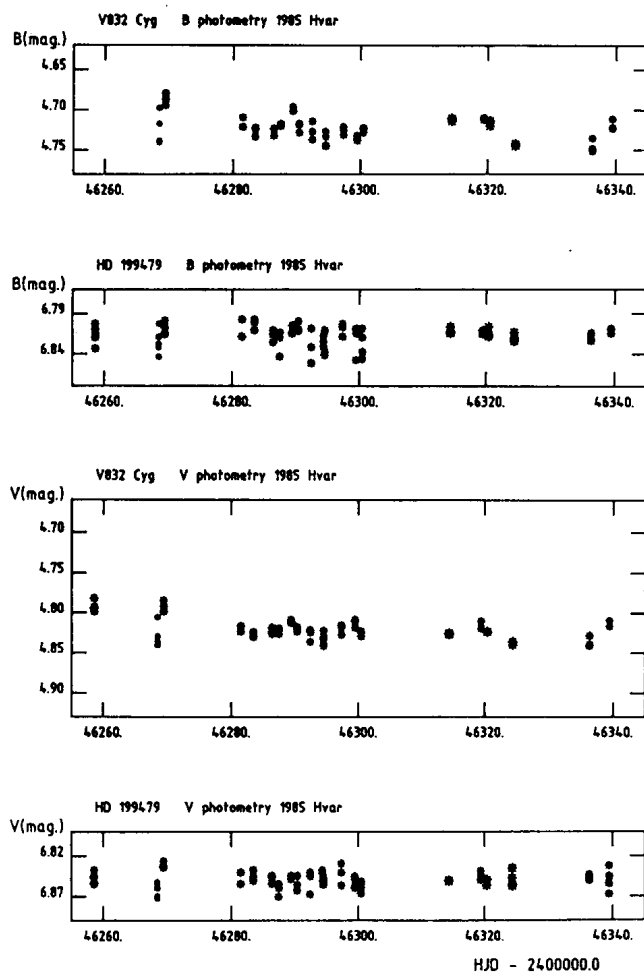 V832 Cyg B photometry 1985 Hvar
B(mag.)
4.65
4.70
4.75
46260. 46280. 46300. 46320. 46340.
HD 199479 B photometry 1985 Hvar
B(mag.)
6.79
6.84
46260. 46280. 46300. 46320. 46340.
V832 Cyg V photometry 1985 Hvar
V(mag.)
4.70
4.75
4.80
4.85
4.90
46260. 46280. 46300. 46320. 46340.
HD 199479 V photometry 1985 Hvar
V(mag.)
6.82
6.87
46260. 46280. 46300. 46320. 46340.
HJD - 2400000.0